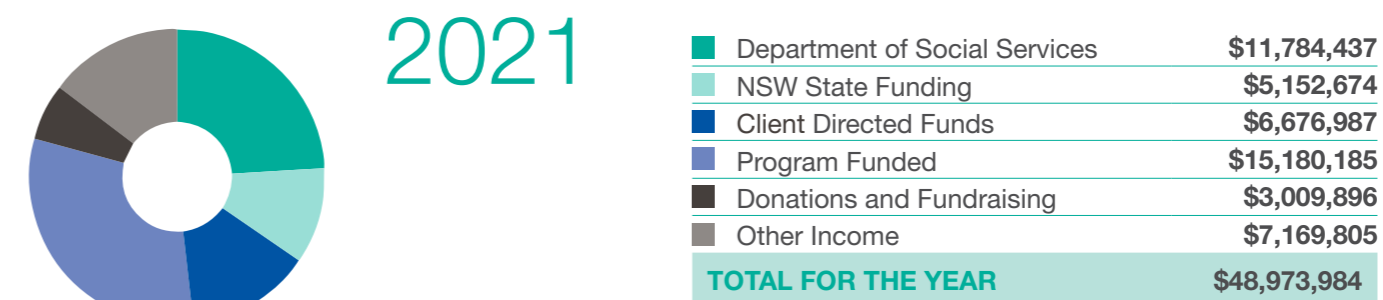 2021
Department of Social Services $11,784,437
NSW State Funding $5,152,674
Client Directed Funds $6,676,987
Program Funded $15,180,185
Donations and Fundraising $3,009,896
Other Income $7,169,805
TOTAL FOR THE YEAR $48,973,984